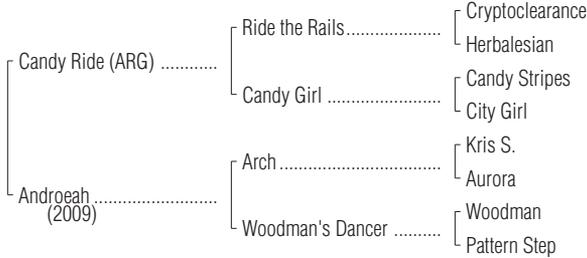 Cryptoclearance
Ride the Rails....................
Herbalesian
Candy Ride (ARG) ............
Candy Stripes
Candy Girl ........................
City Girl
Kris S.
Arch..................................
Aurora
Androeah ..........................
(2009)
Woodman
Woodman's Dancer ..........
Pattern Step